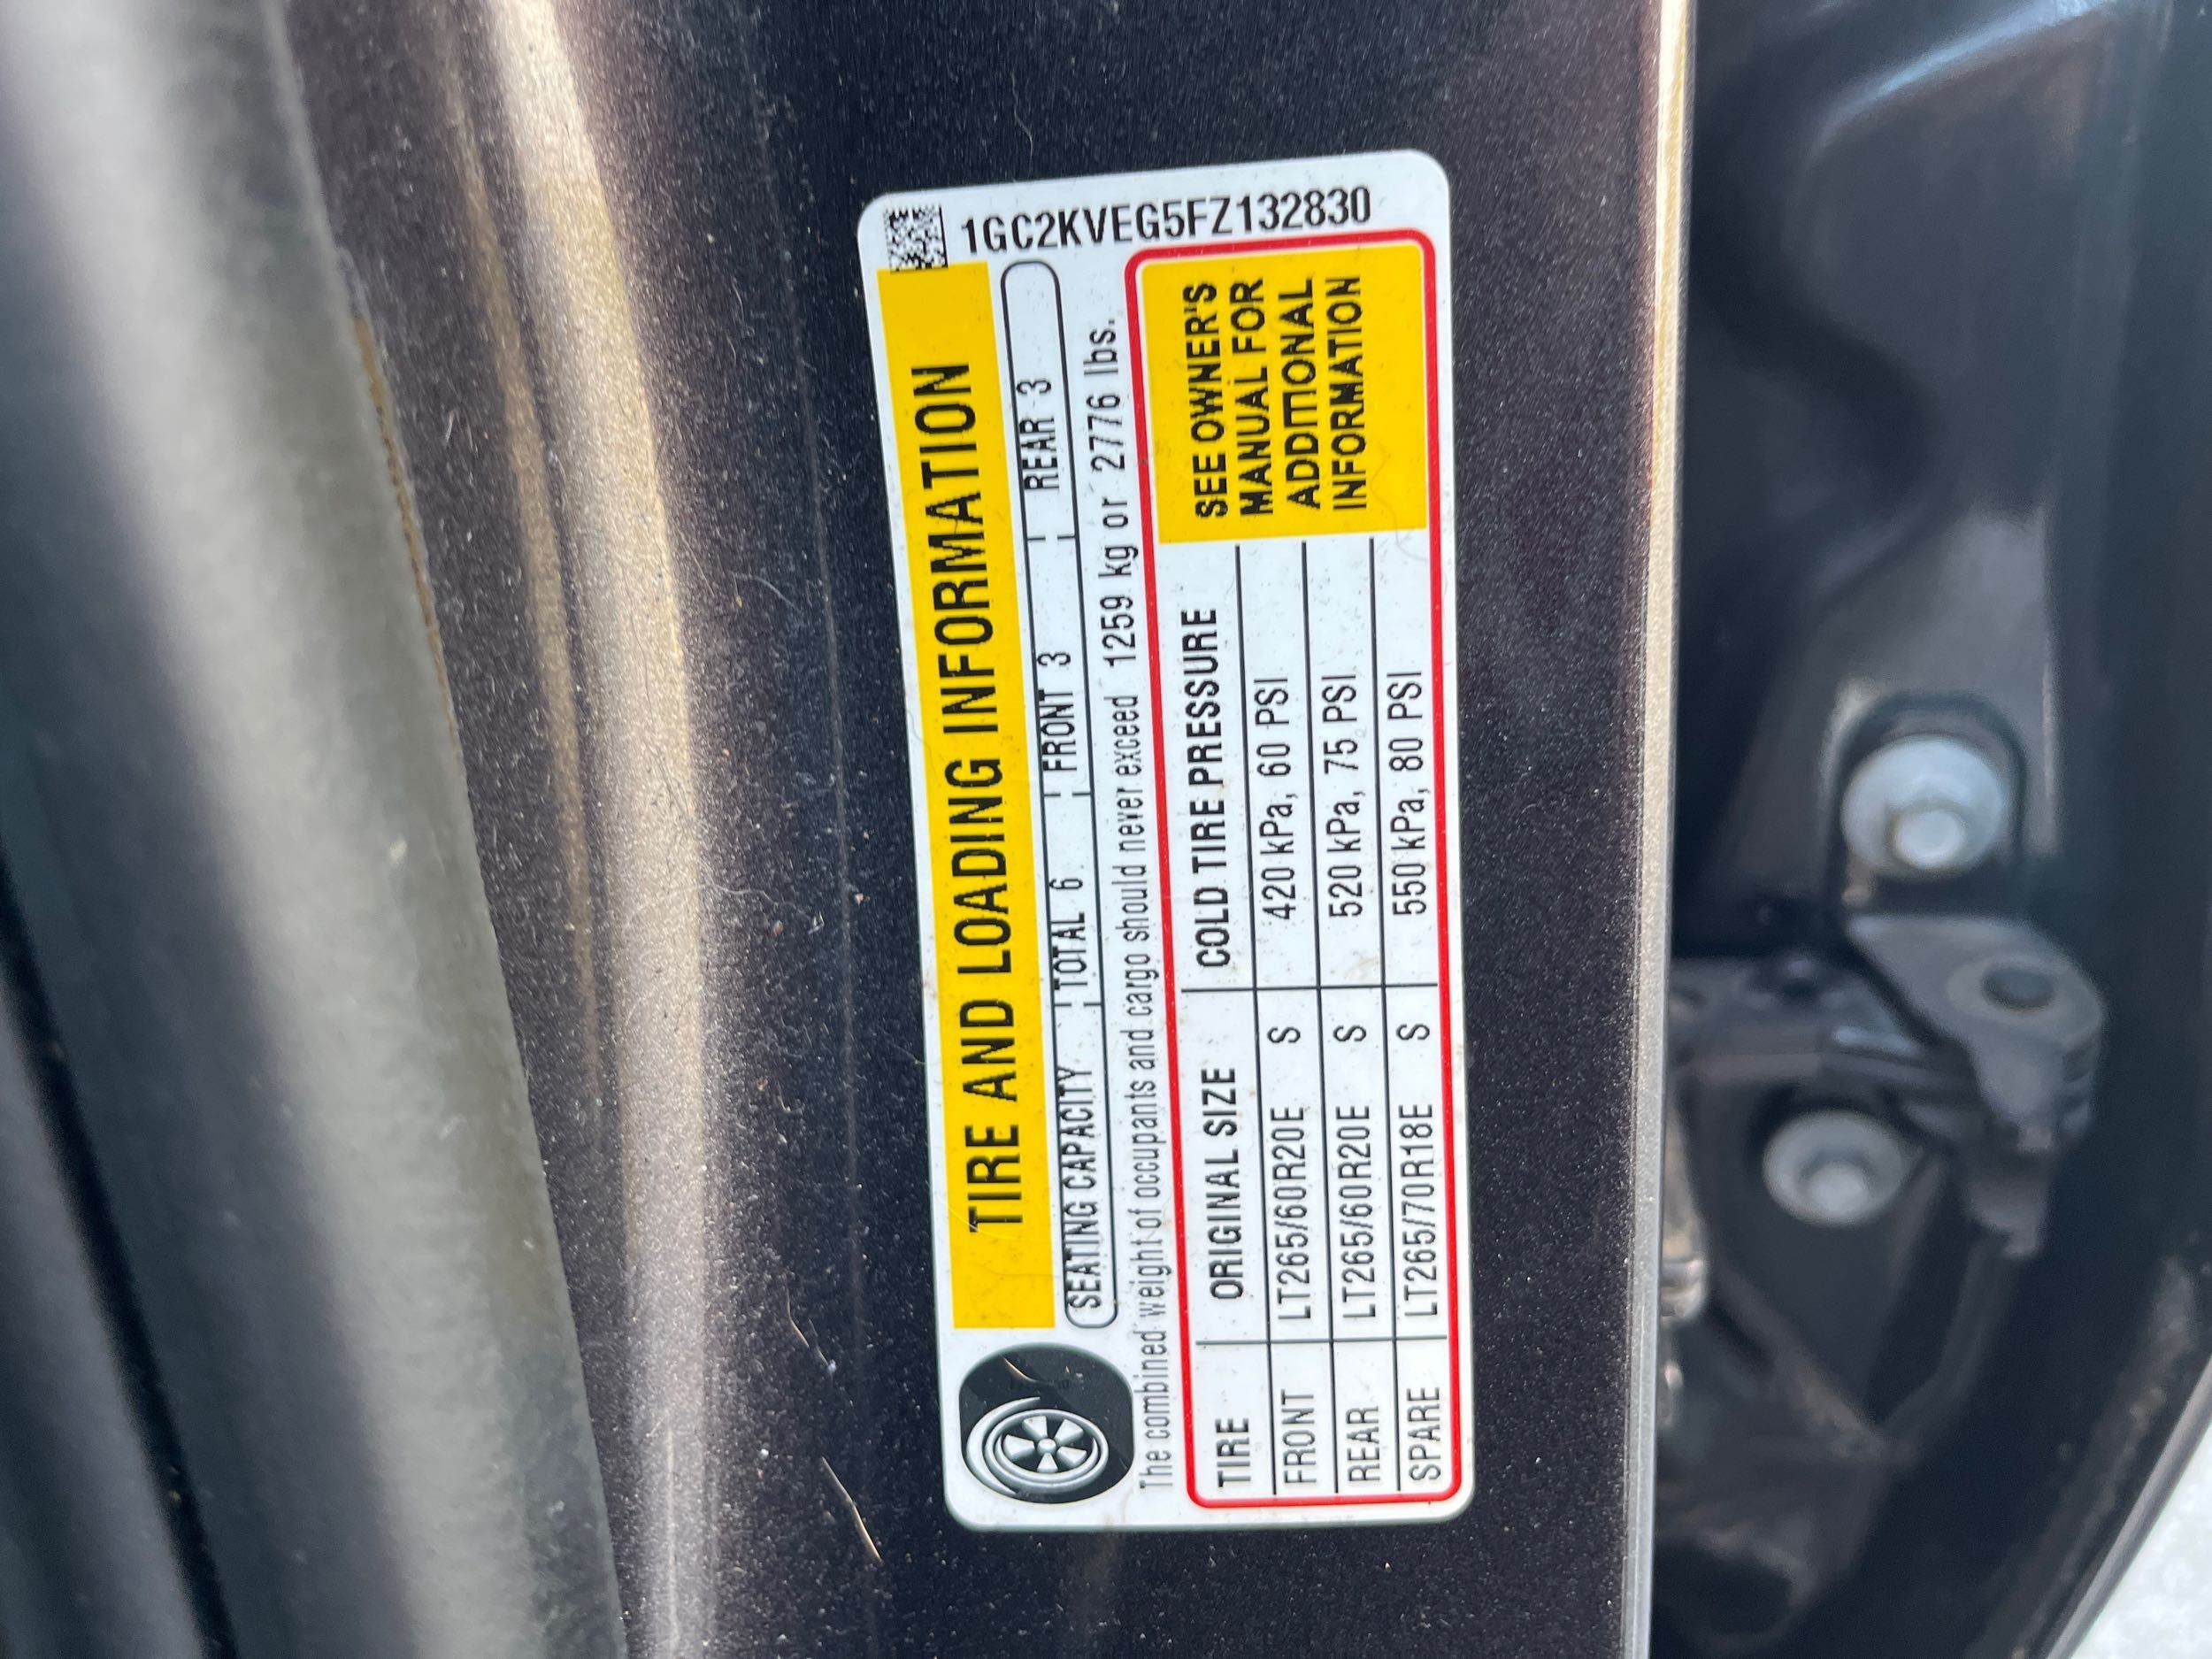 1GC2KVEG5FZ132830
TIRE AND LOADING INFORMATION
SEATING CAPACITY TOTAL 6 FRONT 3 REAR 3
The combined weight of occupants and cargo should never exceed 1259 kg or 2776 lbs.
TIRE ORIGINAL SIZE COLD TIRE PRESSURE
FRONT LT265/60R20E S 420 kPa, 60 PSI
REAR LT265/60R20E S 520 kPa, 75 PSI
SPARE LT265/70R18E S 550 kPa, 80 PSI
SEE OWNER'S
MANUAL FOR
ADDITIONAL
INFORMATION